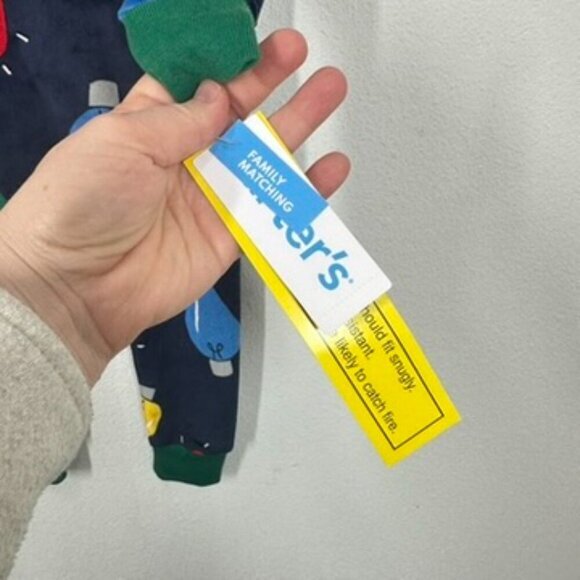 FAMILY
MATCHING
ter's
hould fit snugly.
istant.
likely to catch fire.